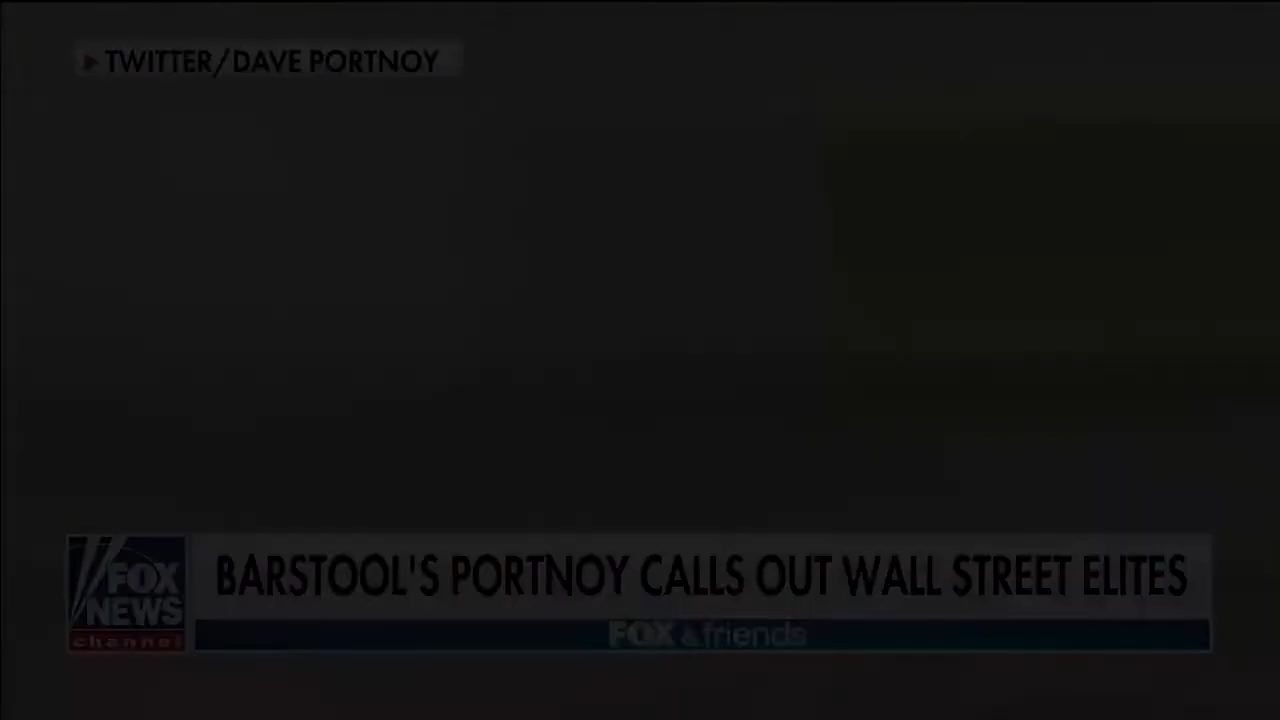 TWITTER/DAVE PORTNOY
BARSTOOL'S PORTNOY CALLS OUT WALL STREET ELITES
FOX
NEWS
channel
FOX & friends